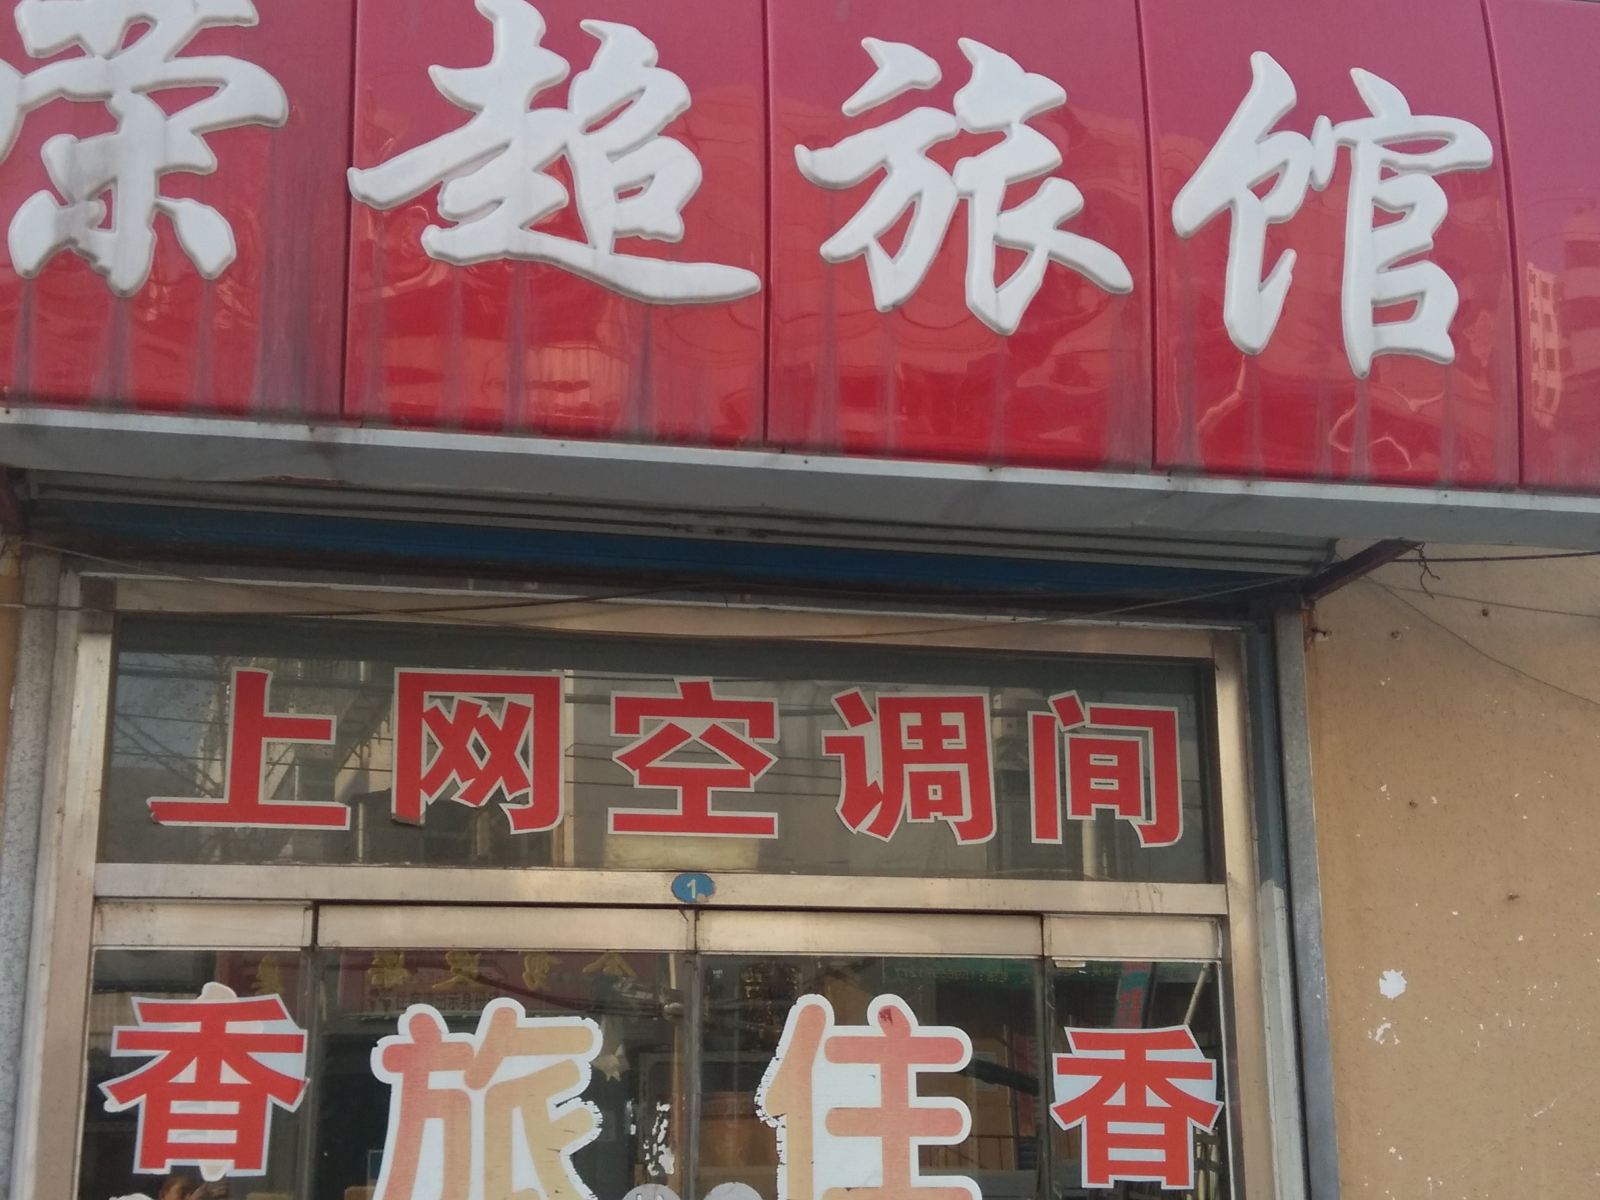 荣超旅馆
上网空调间
1
香 旅 住 香